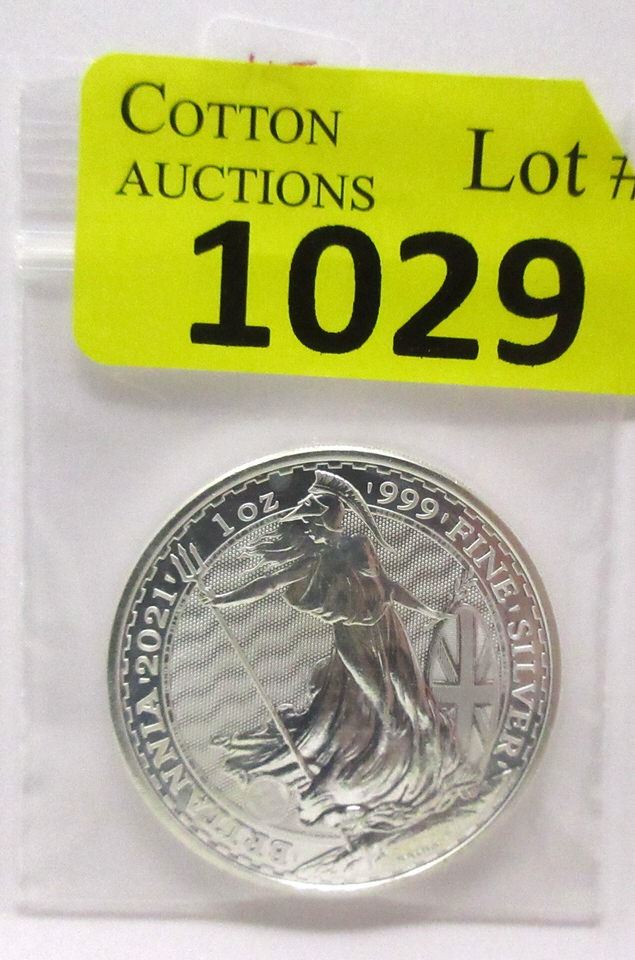 COTTON
AUCTIONS
Lot #
1029
BRITANNIA 2021 1 oz 999 FINE SILVER